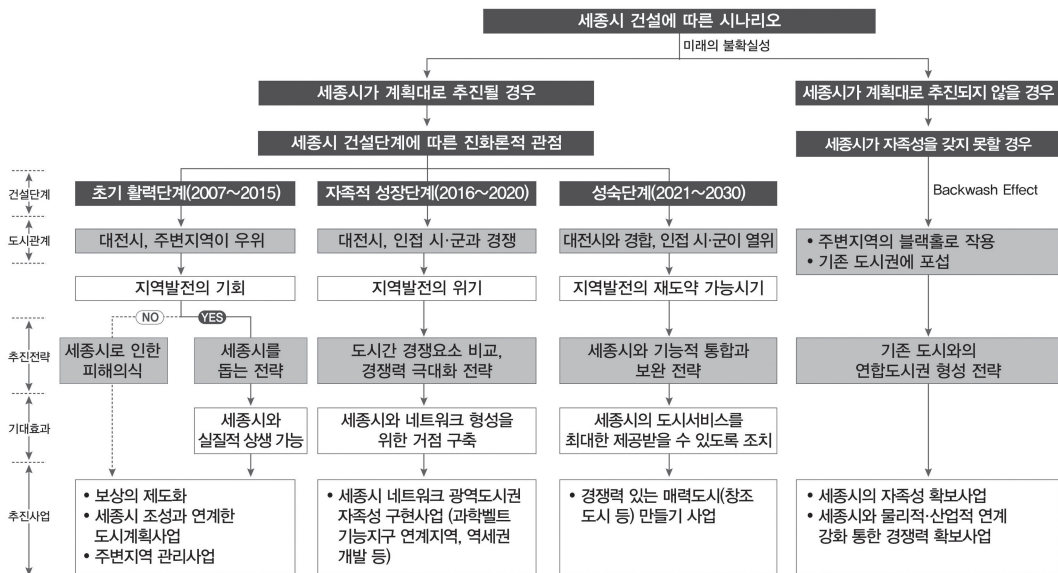 세종시 건설에 따른 시나리오
미래의 불확실성
세종시가 계획대로 추진될 경우
세종시가 계획대로 추진되지 않을 경우
세종시 건설단계에 따른 진화론적 관점
세종시가 자족성을 갖지 못할 경우
건설단계
초기 활력단계(2007~2015)
자족적 성장단계(2016~2020)
성숙단계(2021~2030)
Backwash Effect
도시관계
대전시, 주변지역이 우위
대전시, 인접 시·군과 경쟁
대전시와 경합, 인접 시·군이 열위
• 주변지역의 블랙홀로 작용
• 기존 도시권에 포섭
지역발전의 기회
지역발전의 위기
지역발전의 재도약 가능시기
NO
YES
추진전략
세종시로 인한
피해의식
세종시를
돕는 전략
도시간 경쟁요소 비교,
경쟁력 극대화 전략
세종시와 기능적 통합과
보완 전략
기존 도시와의
연합도시권 형성 전략
기대효과
세종시와
실질적 상생 가능
세종시와 네트워크 형성을
위한 거점 구축
세종시의 도시서비스를
최대한 제공받을 수 있도록 조치
추진사업
• 보상의 제도화
• 세종시 조성과 연계한
도시계획사업
• 주변지역 관리사업
• 세종시 네트워크 광역도시권
자족성 구현사업 (과학벨트
기능지구 연계지역, 역세권
개발 등)
• 경쟁력 있는 매력도시(창조
도시 등) 만들기 사업
• 세종시의 자족성 확보사업
• 세종시와 물리적·산업적 연계
강화 통한 경쟁력 확보사업